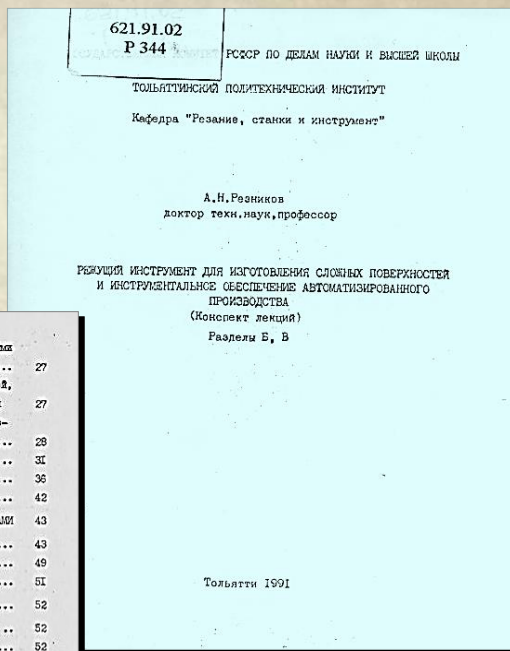 621.91.02
Р 344
РСФСР ПО ДЕЛАМ НАУКИ И ВЫСШЕЙ ШКОЛЫ
ТОЛЬЯТТИНСКИЙ ПОЛИТЕХНИЧЕСКИЙ ИНСТИТУТ
Кафедра "Резание, станки и инструмент"
А.Н.Резников
доктор техн.наук,профессор
РЕЖУЩИЙ ИНСТРУМЕНТ ДЛЯ ИЗГОТОВЛЕНИЯ СЛОЖНЫХ ПОВЕРХНОСТЕЙ
И ИНСТРУМЕНТАЛЬНОЕ ОБЕСПЕЧЕНИЕ АВТОМАТИЗИРОВАННОГО
ПРОИЗВОДСТВА
(Конспект лекций)
Разделы Б, В
Тольятти 1991
27
27
28
31
36
42
43
43
49
51
52
52
52